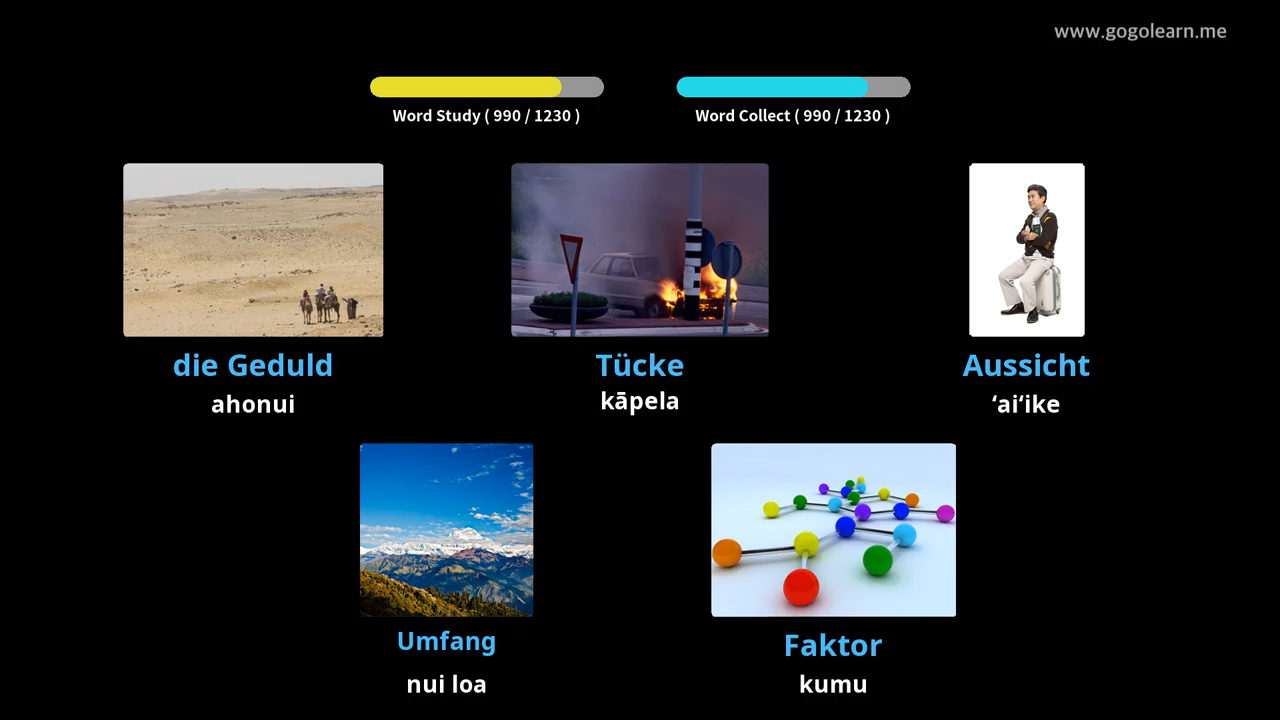 www.gogolearn.me
Word Study ( 990 / 1230 )
Word Collect ( 990 / 1230 )
die Geduld
ahonui
Tücke
kāpela
Aussicht
ʻaiʻike
Umfang
nui loa
Faktor
kumu